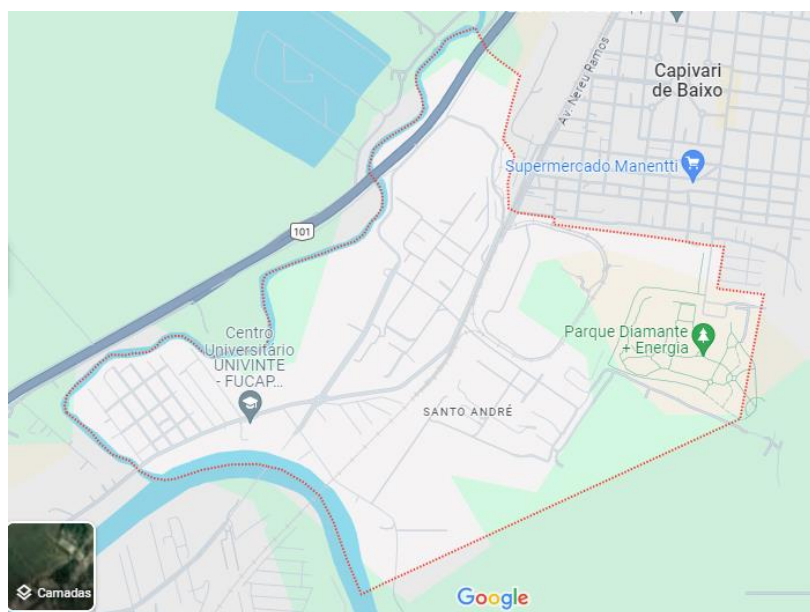 Av. Nereu Ramos
Capivari
de Baixo
Supermercado Manentti
101
Parque Diamante
+ Energia
Centro
Universitário
UNIVINTE
- FUCAP...
SANTO ANDRÉ
Camadas
Google